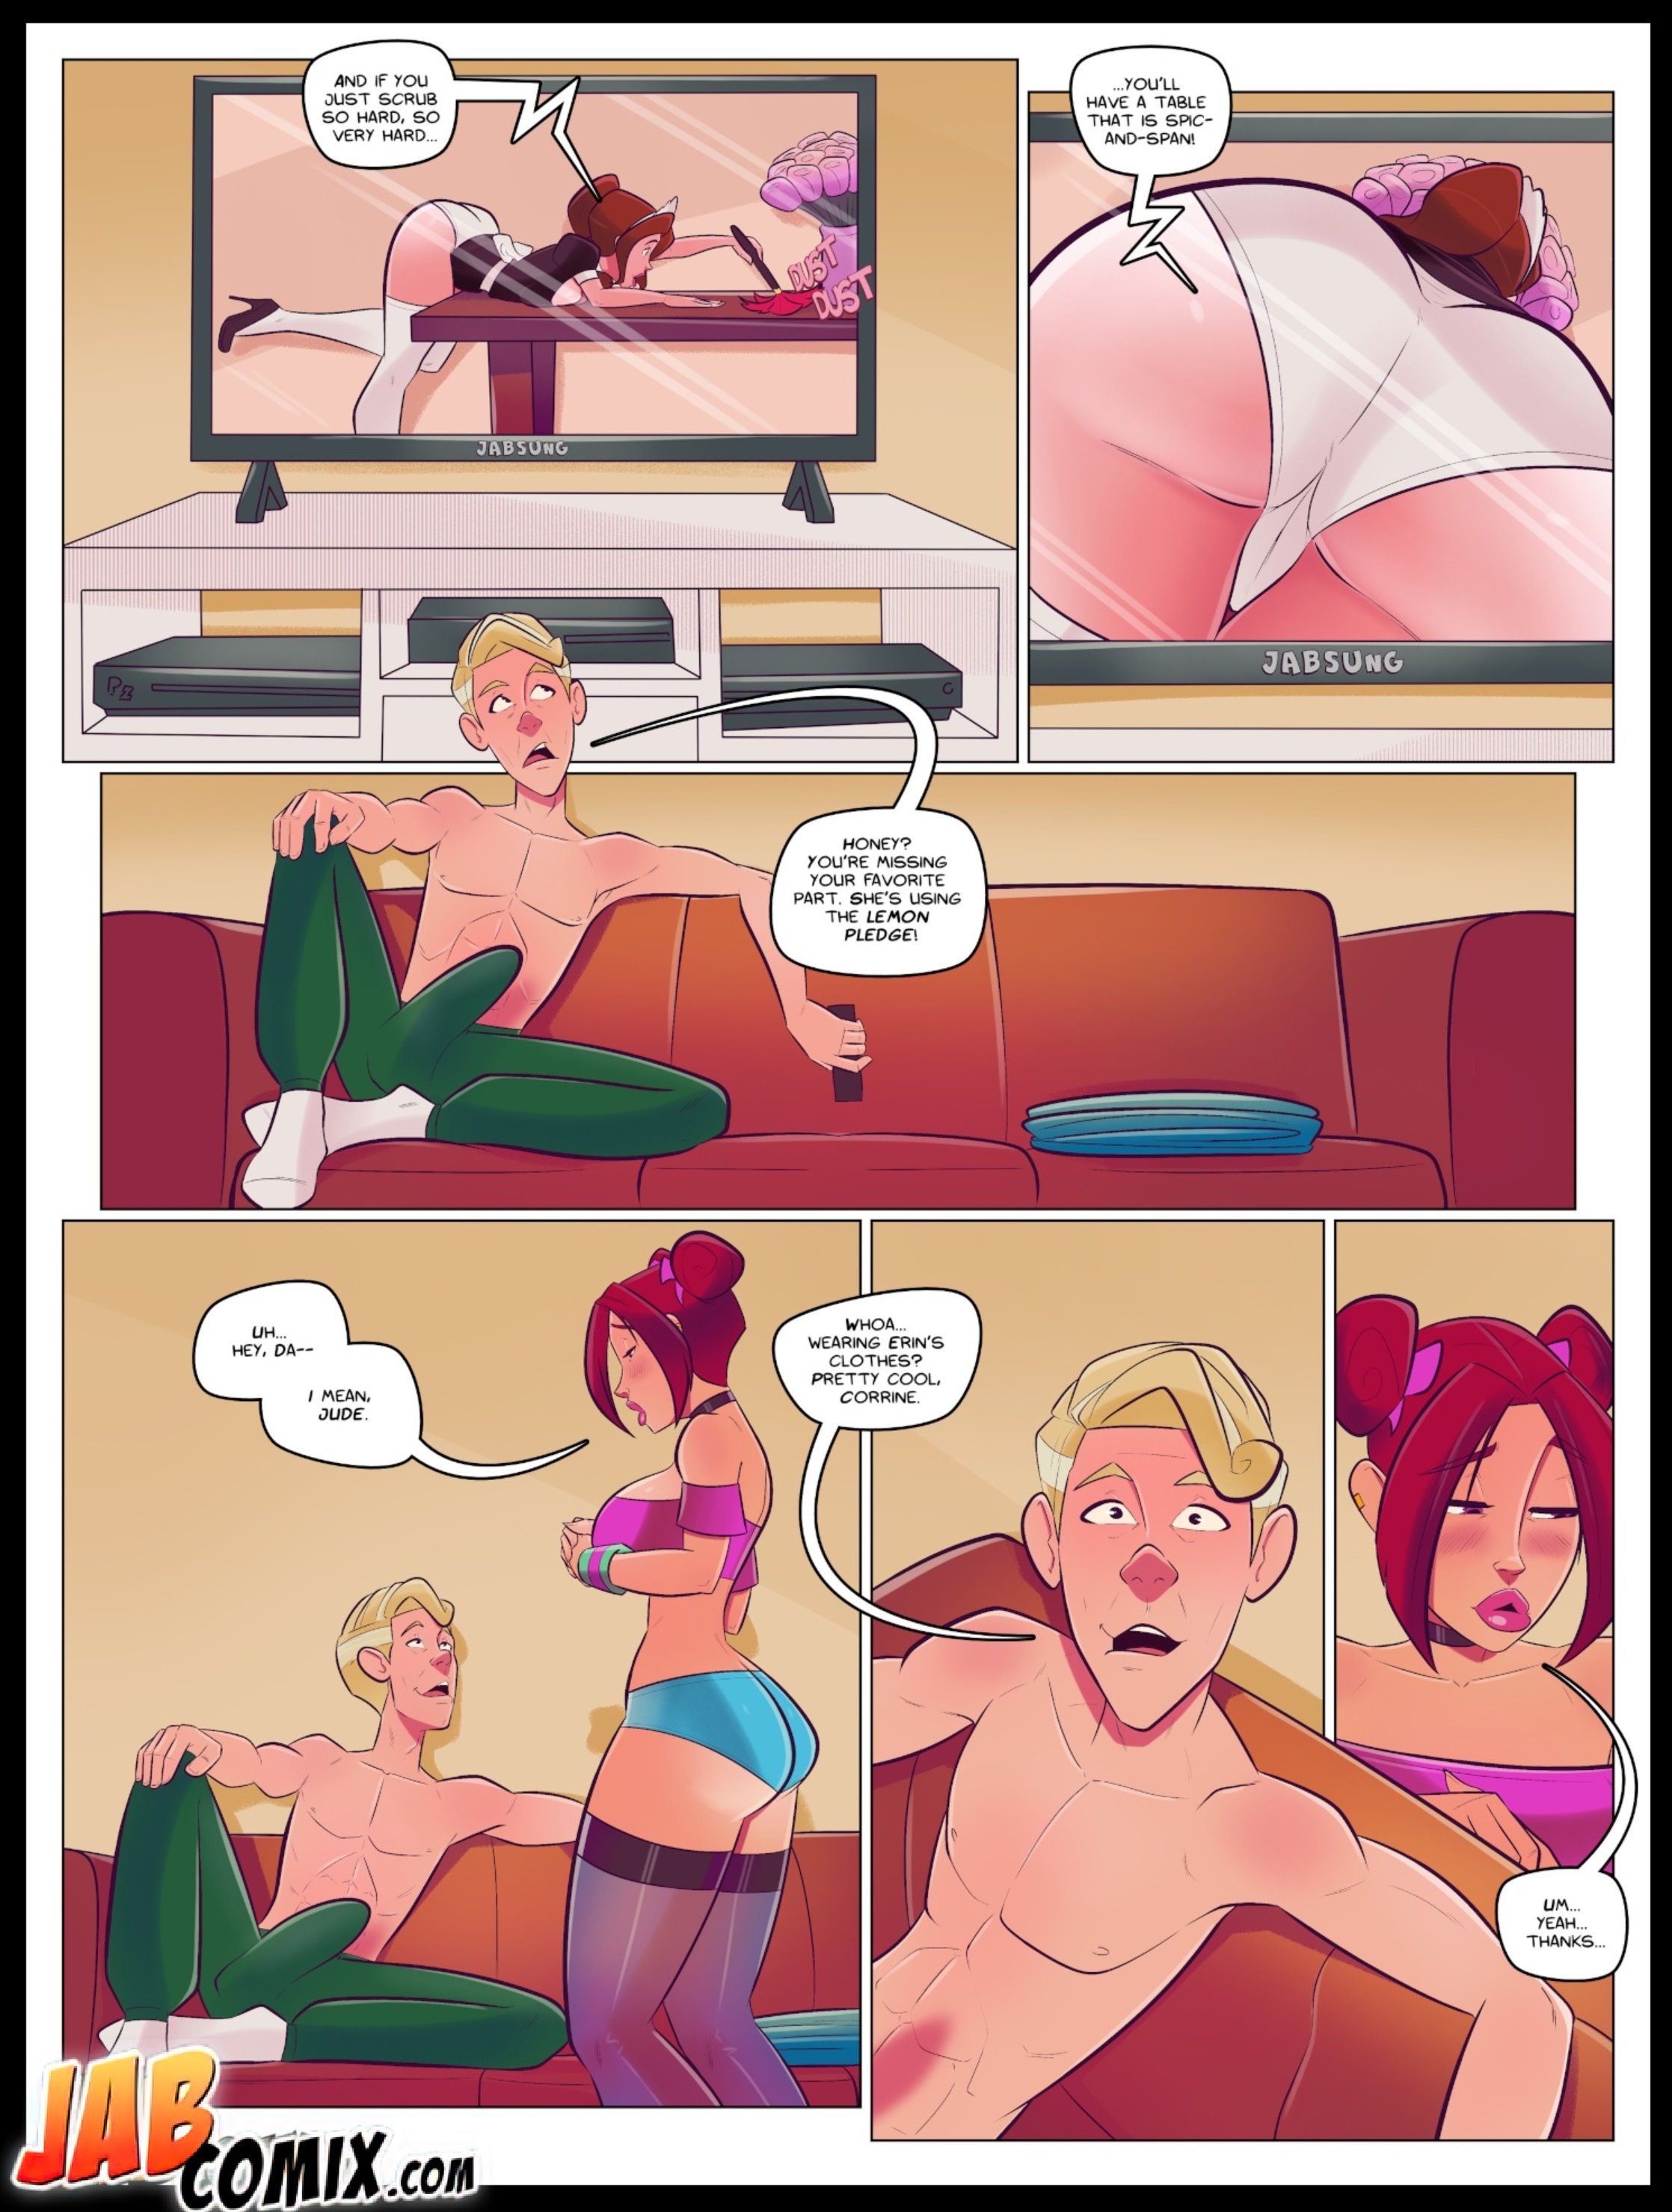 AND IF YOU
JUST SCRUB
SO HARD, SO
VERY HARD...
DUST
DUST
JABSUNG
PZ
...YOU'LL
HAVE A TABLE
THAT IS SPIC-
AND-SPAN!
JABSUNG
HONEY?
YOU'RE MISSING
YOUR FAVORITE
PART. SHE'S USING
THE LEMON
PLEDGE!
UH...
HEY, DA--
I MEAN,
JUDE.
WHOA...
WEARING ERIN'S
CLOTHES?
PRETTY COOL,
CORRINE.
UM...
YEAH...
THANKS...
JAB
COMIX.COM